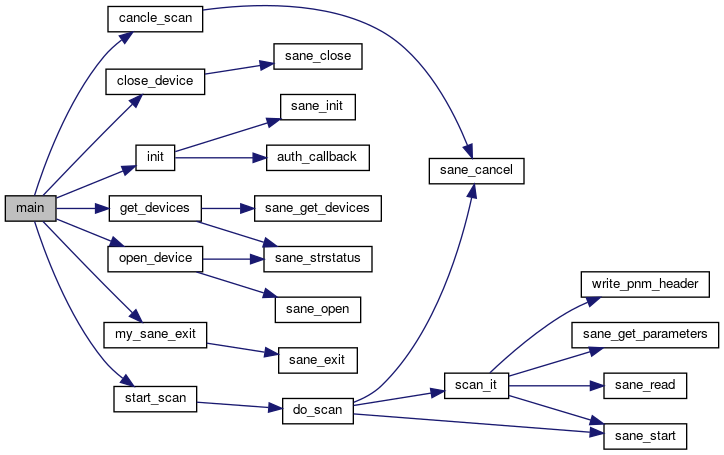 cancle_scan
close_device
sane_close
sane_init
init
auth_callback
sane_cancel
main
get_devices
sane_get_devices
open_device
sane_strstatus
write_pnm_header
sane_open
my_sane_exit
sane_get_parameters
sane_exit
scan_it
sane_read
start_scan
do_scan
sane_start